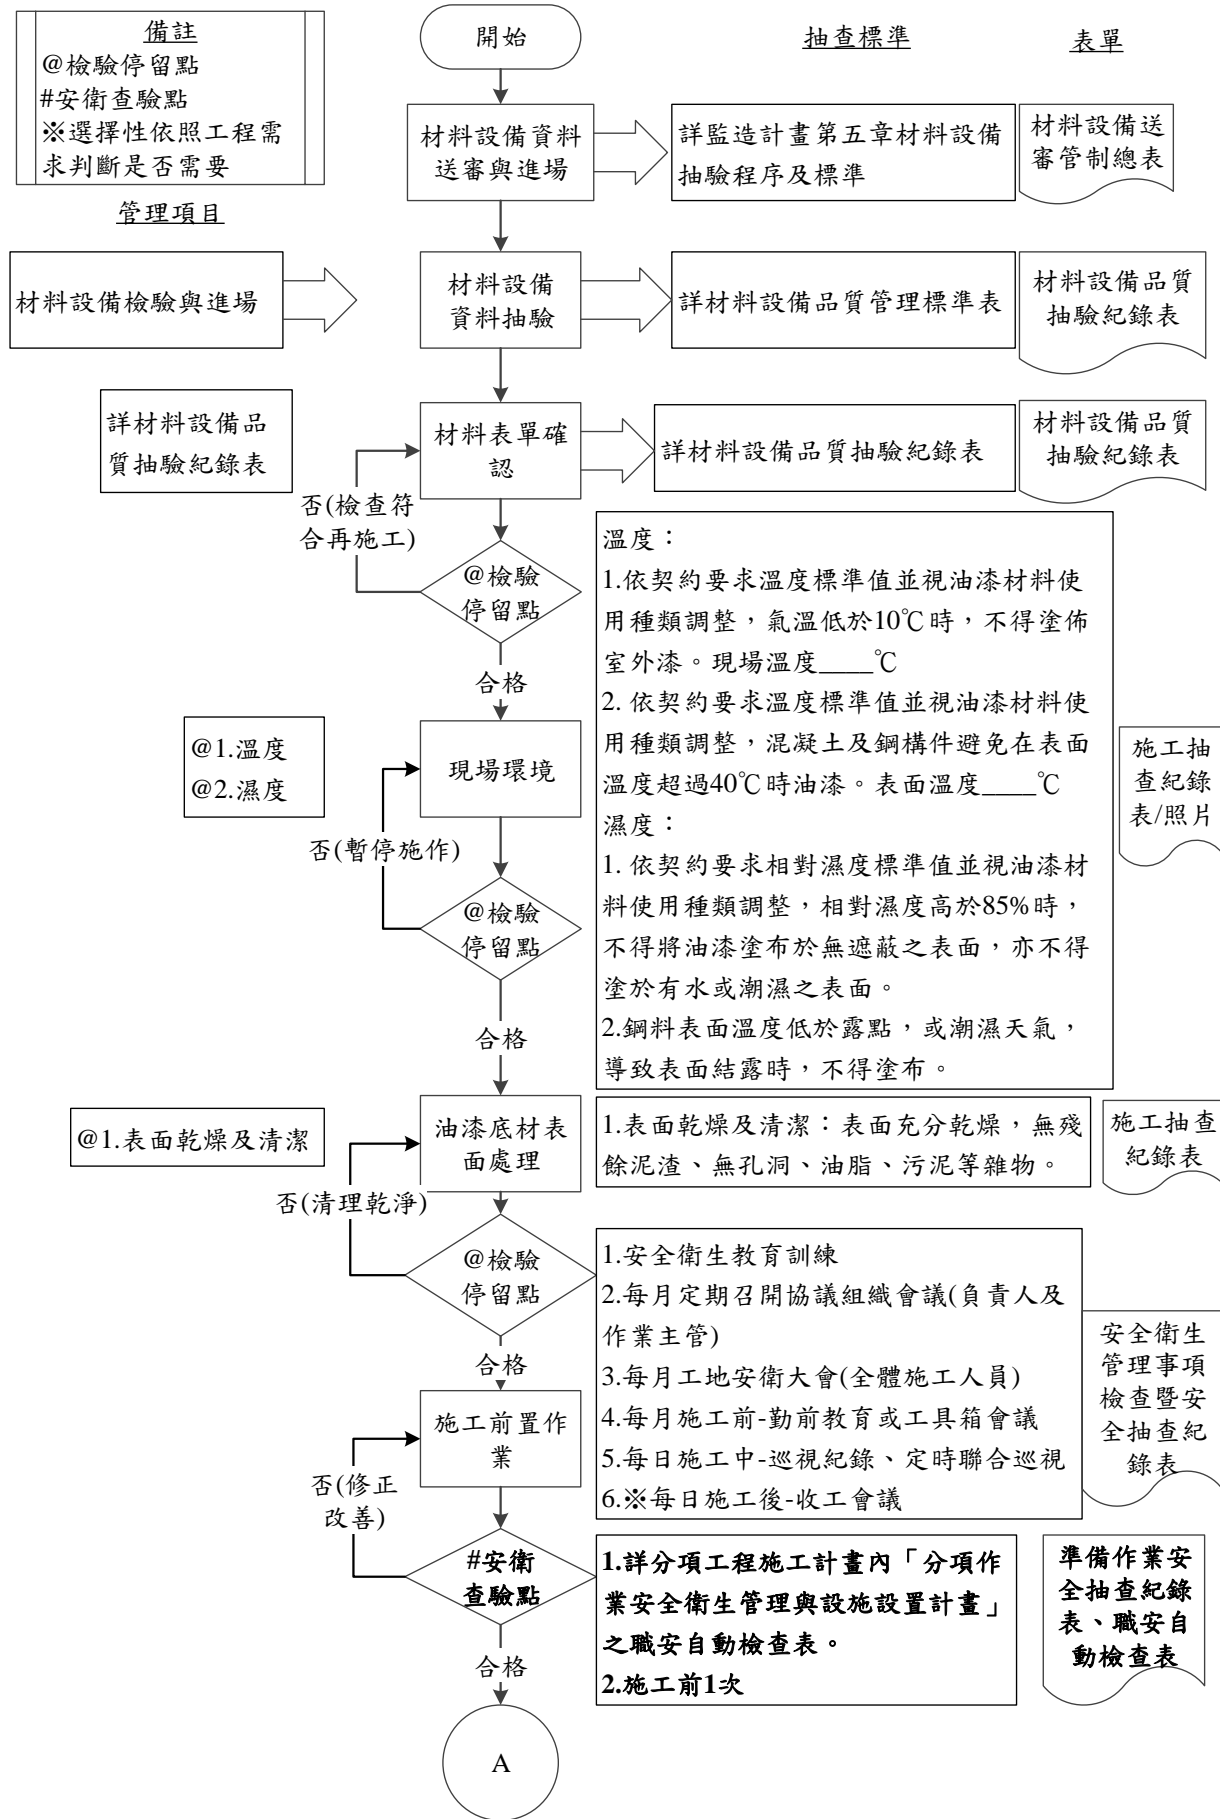 備註
@檢驗停留點
#安衛查驗點
※選擇性依照工程需
求判斷是否需要
開始
抽查標準
表單
管理項目
材料設備資料
送審與進場
詳監造計畫第五章材料設備
抽驗程序及標準
材料設備送
審管制總表
材料設備檢驗與進場
材料設備
資料抽驗
詳材料設備品質管理標準表
材料設備品質
抽驗紀錄表
詳材料設備品
質抽驗紀錄表
材料表單確
認
詳材料設備品質抽驗紀錄表
材料設備品質
抽驗紀錄表
否(檢查符
合再施工)
@檢驗
停留點
合格
溫度：
1.依契約要求溫度標準值並視油漆材料使
用種類調整，氣溫低於10℃時，不得塗佈
室外漆。現場溫度____℃
2. 依契約要求溫度標準值並視油漆材料使
用種類調整，混凝土及鋼構件避免在表面
溫度超過40℃時油漆。表面溫度____℃
濕度：
1. 依契約要求相對濕度標準值並視油漆材
料使用種類調整，相對濕度高於85%時，
不得將油漆塗布於無遮蔽之表面，亦不得
塗於有水或潮濕之表面。
2.鋼料表面溫度低於露點，或潮濕天氣，
導致表面結露時，不得塗布。
@1.溫度
@2.濕度
現場環境
施工抽
查紀錄
表/照片
否(暫停施作)
@檢驗
停留點
合格
@1.表面乾燥及清潔
油漆底材表
面處理
1.表面乾燥及清潔：表面充分乾燥，無殘
餘泥渣、無孔洞、油脂、污泥等雜物。
施工抽查
紀錄表
否(清理乾淨)
@檢驗
停留點
合格
1.安全衛生教育訓練
2.每月定期召開協議組織會議(負責人及
作業主管)
3.每月工地安衛大會(全體施工人員)
4.每月施工前-勤前教育或工具箱會議
5.每日施工中-巡視紀錄、定時聯合巡視
6.※每日施工後-收工會議
安全衛生
管理事項
檢查暨安
全抽查紀
錄表
施工前置作
業
否(修正
改善)
#安衛
查驗點
1.詳分項工程施工計畫內「分項作
業安全衛生管理與設施設置計畫」
之職安自動檢查表。
2.施工前1次
準備作業安
全抽查紀錄
表、職安自
動檢查表
合格
A